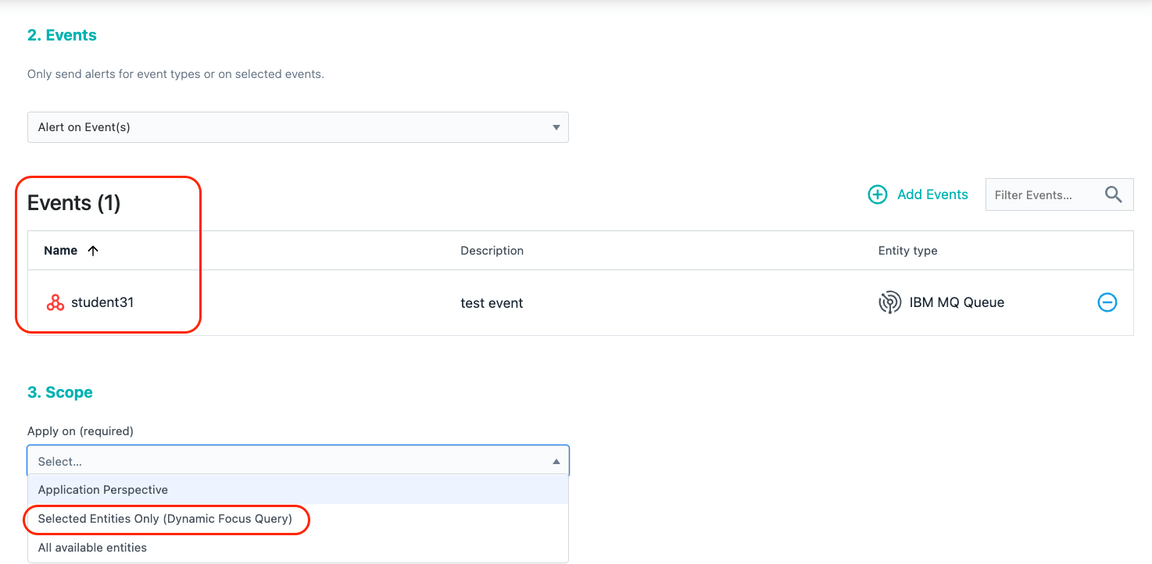 2. Events
Only send alerts for event types or on selected events.
Alert on Event(s)
Events (1)
Add Events
Filter Events...
Name
Description
Entity type
student31
test event
IBM MQ Queue
3. Scope
Apply on (required)
Select...
Application Perspective
Selected Entities Only (Dynamic Focus Query)
All available entities